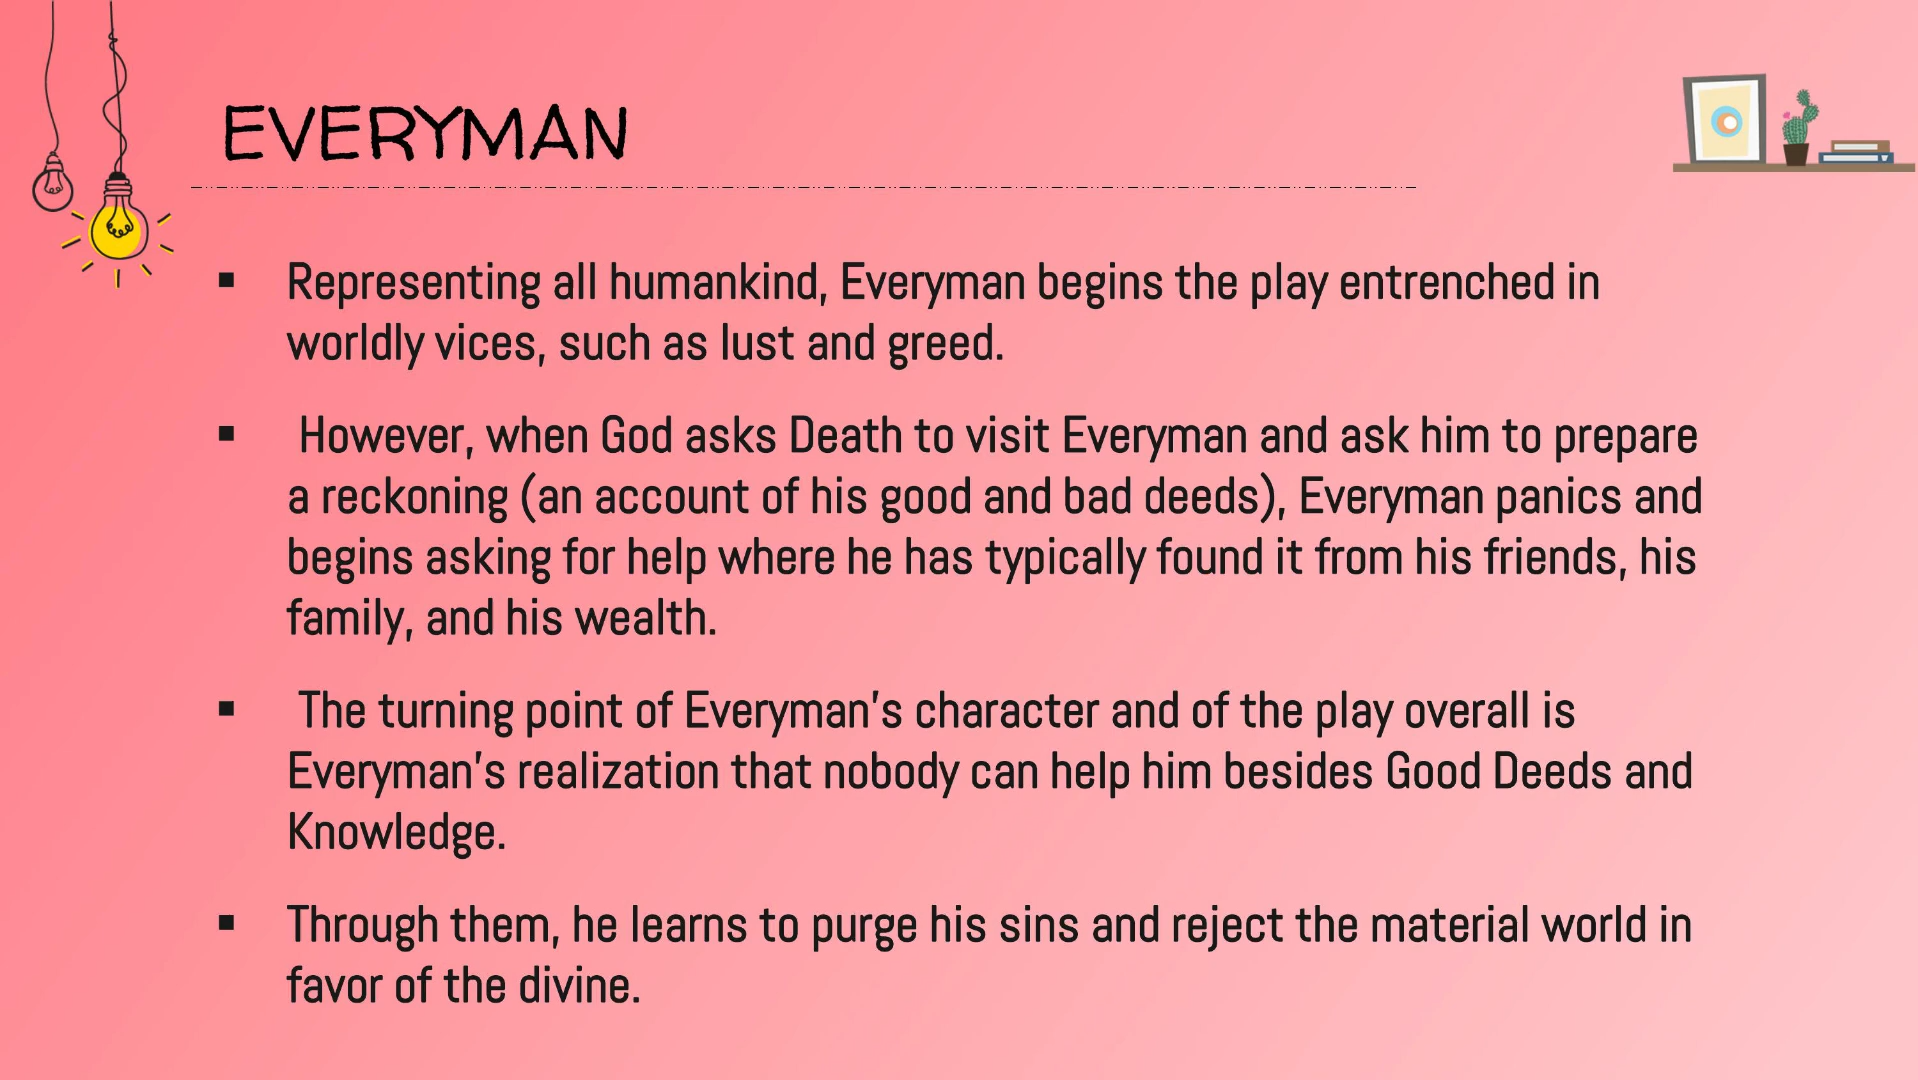 EVERYMAN
▪ Representing all humankind, Everyman begins the play entrenched in
worldly vices, such as lust and greed.
▪ However, when God asks Death to visit Everyman and ask him to prepare
a reckoning (an account of his good and bad deeds), Everyman panics and
begins asking for help where he has typically found it from his friends, his
family, and his wealth.
▪ The turning point of Everyman's character and of the play overall is
Everyman's realization that nobody can help him besides Good Deeds and
Knowledge.
▪ Through them, he learns to purge his sins and reject the material world in
favor of the divine.